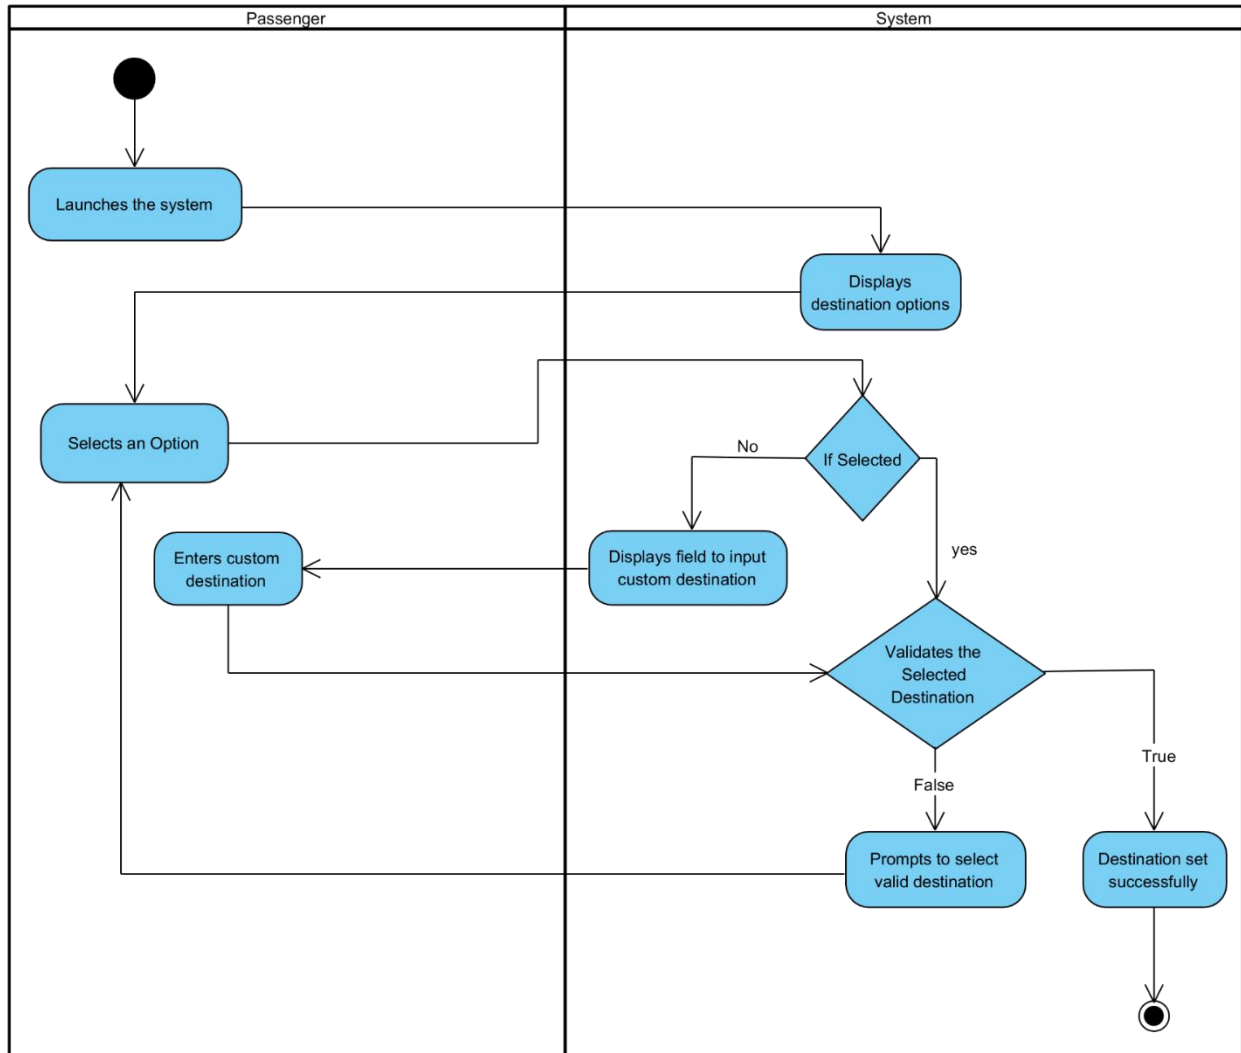 Passenger
System
Launches the system
Displays
destination options
Selects an Option
If Selected
No
yes
Enters custom
destination
Displays field to input
custom destination
Validates the
Selected
Destination
True
False
Prompts to select
valid destination
Destination set
successfully